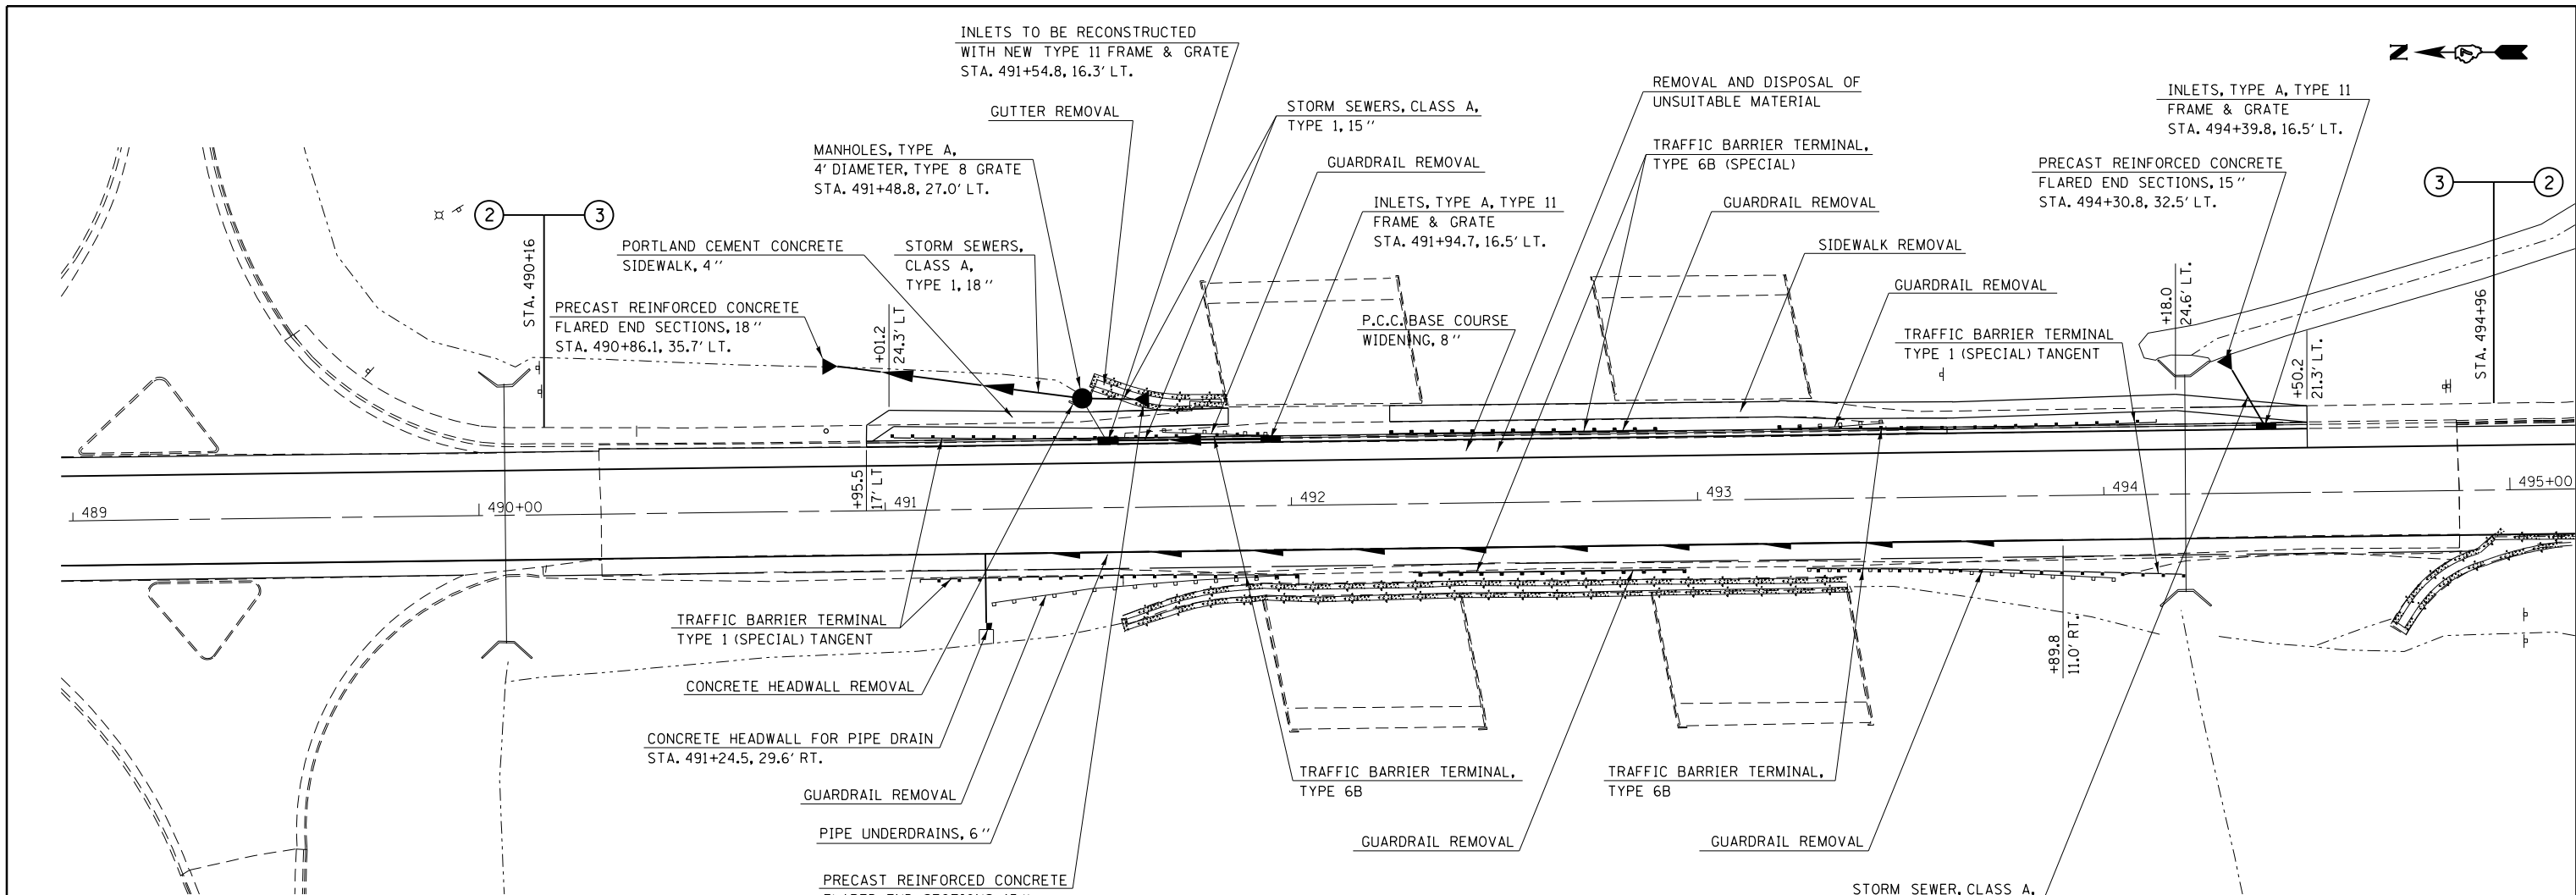 INLETS TO BE RECONSTRUCTED
WITH NEW TYPE 11 FRAME & GRATE
STA. 491+54.8, 16.3' LT.
GUTTER REMOVAL
MANHOLES, TYPE A,
4' DIAMETER, TYPE 8 GRATE
STA. 491+48.8, 27.0' LT.
STORM SEWERS, CLASS A,
TYPE 1, 15"
GUARDRAIL REMOVAL
INLETS, TYPE A, TYPE 11
FRAME & GRATE
STA. 491+94.7, 16.5' LT.
REMOVAL AND DISPOSAL OF
UNSUITABLE MATERIAL
TRAFFIC BARRIER TERMINAL,
TYPE 6B (SPECIAL)
GUARDRAIL REMOVAL
SIDEWALK REMOVAL
GUARDRAIL REMOVAL
TRAFFIC BARRIER TERMINAL
TYPE 1 (SPECIAL) TANGENT
N
INLETS, TYPE A, TYPE 11
FRAME & GRATE
STA. 494+39.8, 16.5' LT.
PRECAST REINFORCED CONCRETE
FLARED END SECTIONS, 15"
STA. 494+30.8, 32.5' LT.
3
2
STA. 494+96
2
3
STA. 490+16
PORTLAND CEMENT CONCRETE
SIDEWALK, 4"
STORM SEWERS,
CLASS A,
TYPE 1, 18"
PRECAST REINFORCED CONCRETE
FLARED END SECTIONS, 18"
STA. 490+86.1, 35.7' LT.
+01.2
24.3' LT
P.C.C. BASE COURSE
WIDENING, 8"
+18.0
24.6' LT.
+50.2
21.3' LT.
+95.5
17' LT
489
490+00
491
492
493
494
495+00
+89.8
11.0' RT.
TRAFFIC BARRIER TERMINAL
TYPE 1 (SPECIAL) TANGENT
CONCRETE HEADWALL REMOVAL
CONCRETE HEADWALL FOR PIPE DRAIN
STA. 491+24.5, 29.6' RT.
GUARDRAIL REMOVAL
PIPE UNDERDRAINS, 6"
PRECAST REINFORCED CONCRETE
TRAFFIC BARRIER TERMINAL,
TYPE 6B
TRAFFIC BARRIER TERMINAL,
TYPE 6B
GUARDRAIL REMOVAL
GUARDRAIL REMOVAL
STORM SEWER, CLASS A,